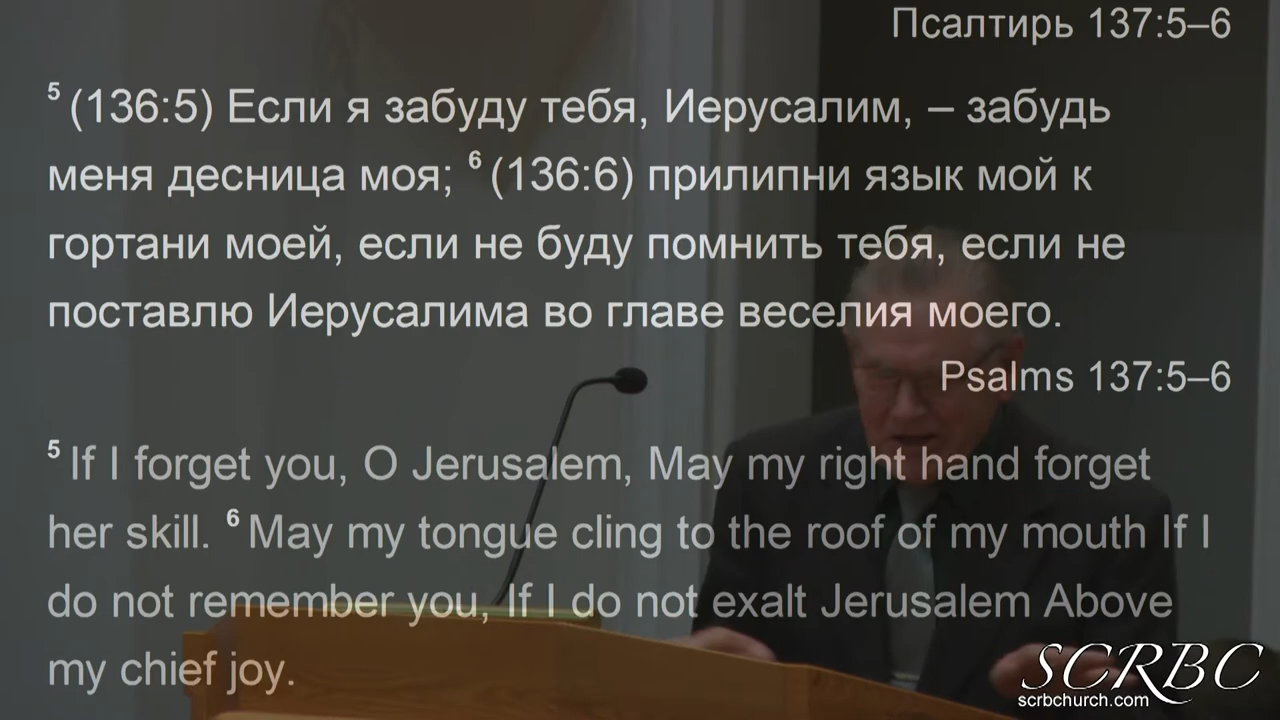 Псалтирь 137:5–6
5 (136:5) Если я забуду тебя, Иерусалим, – забудь
меня десница моя; 6 (136:6) прилипни язык мой к
гортани моей, если не буду помнить тебя, если не
поставлю Иерусалима во главе веселия моего.
Psalms 137:5–6
5 If I forget you, O Jerusalem, May my right hand forget
her skill. 6 May my tongue cling to the roof of my mouth If I
do not remember you, If I do not exalt Jerusalem Above
my chief joy.
SCRBC
scrbchurch.com